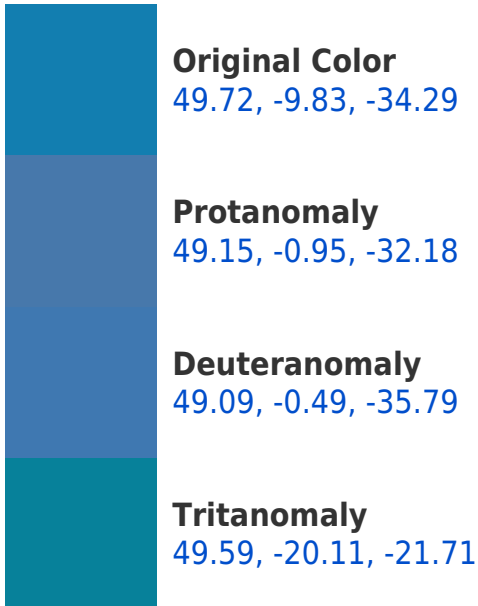 Original Color
49.72, -9.83, -34.29
Protanomaly
49.15, -0.95, -32.18
Deuteranomaly
49.09, -0.49, -35.79
Tritanomaly
49.59, -20.11, -21.71